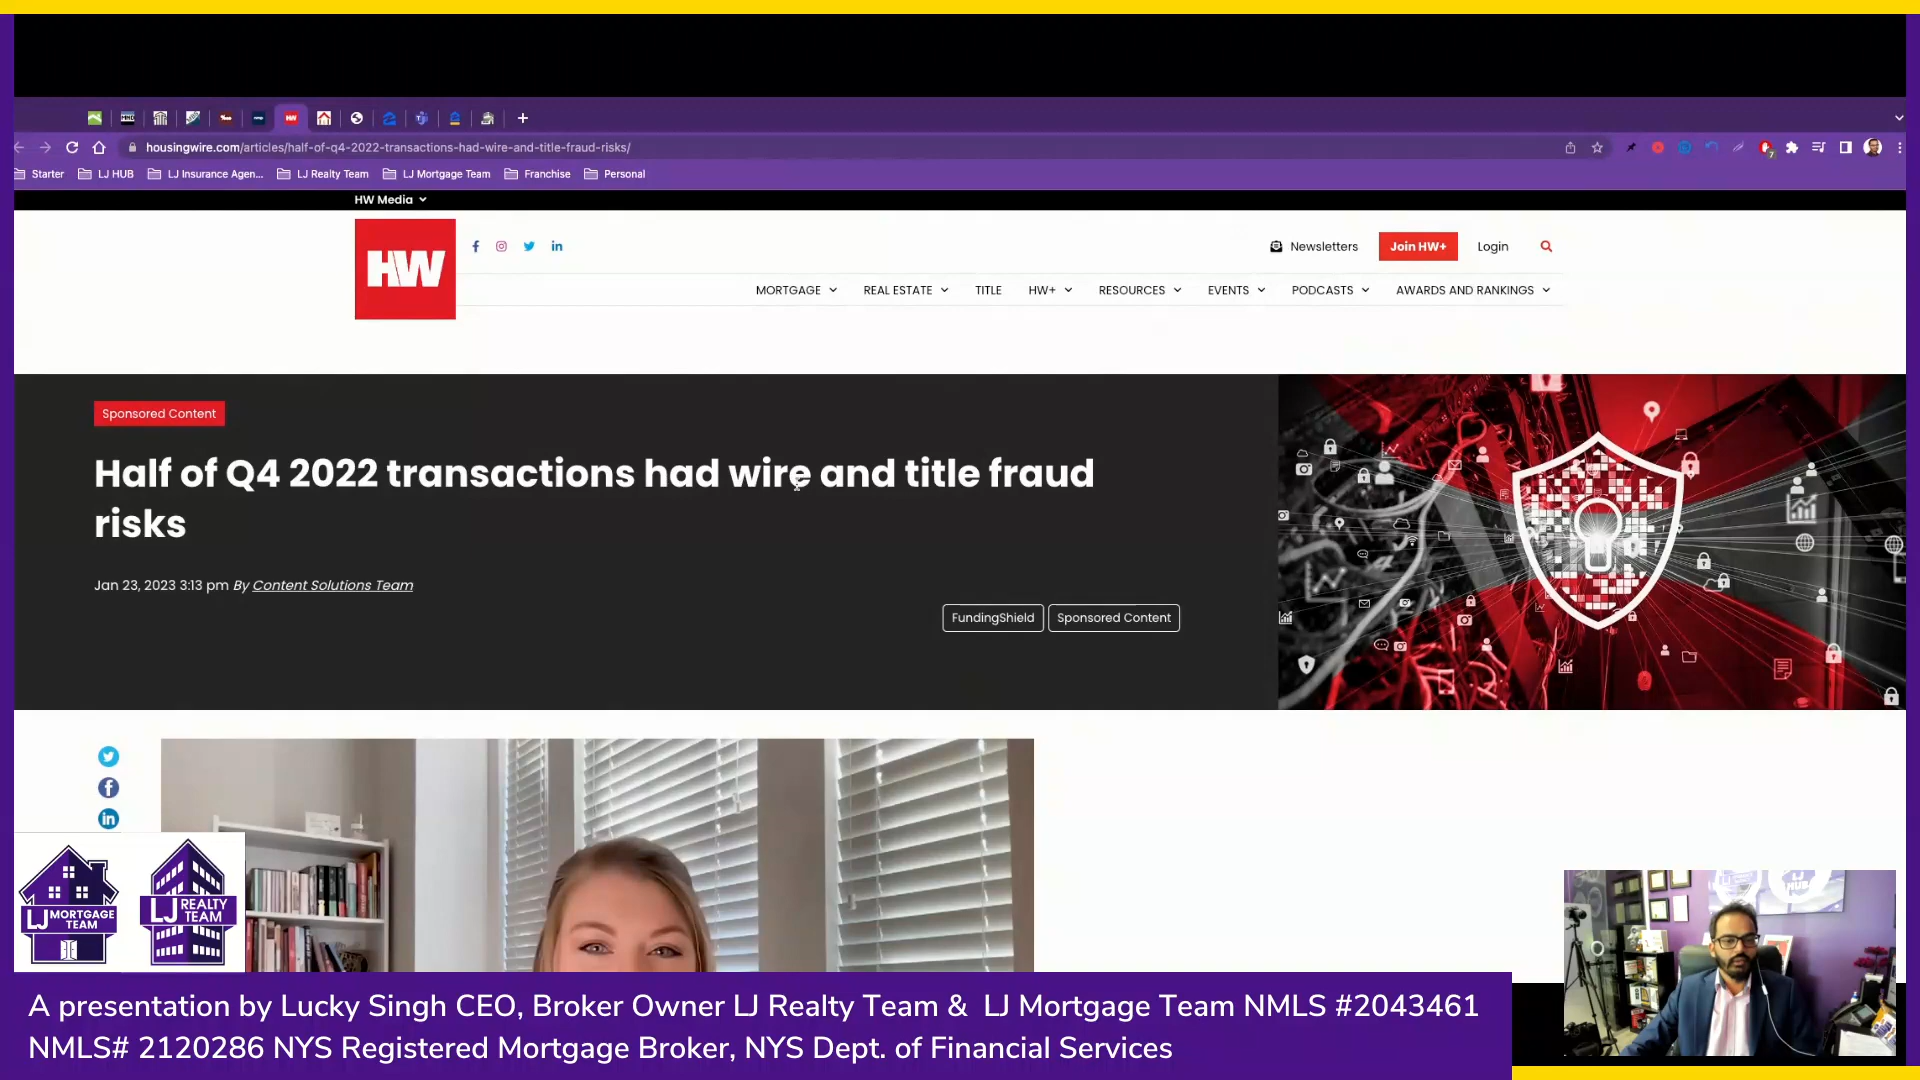 housingwire.com/articles/half-of-q4-2022-transactions-had-wire-and-title-fraud-risks/
Starter LJ HUB LJ Insurance Agen... LJ Realty Team LJ Mortgage Team Franchise Personal
HW Media
HW
Newsletters Join HW+ Login
MORTGAGE REAL ESTATE TITLE HW+ RESOURCES EVENTS PODCASTS AWARDS AND RANKINGS
Sponsored Content
Half of Q4 2022 transactions had wire and title fraud
risks
Jan 23, 2023 3:13 pm By Content Solutions Team
FundingShield Sponsored Content
LJ MORTGAGE TEAM
LJ REALTY TEAM
A presentation by Lucky Singh CEO, Broker Owner LJ Realty Team & LJ Mortgage Team NMLS #2043461
NMLS# 2120286 NYS Registered Mortgage Broker, NYS Dept. of Financial Services